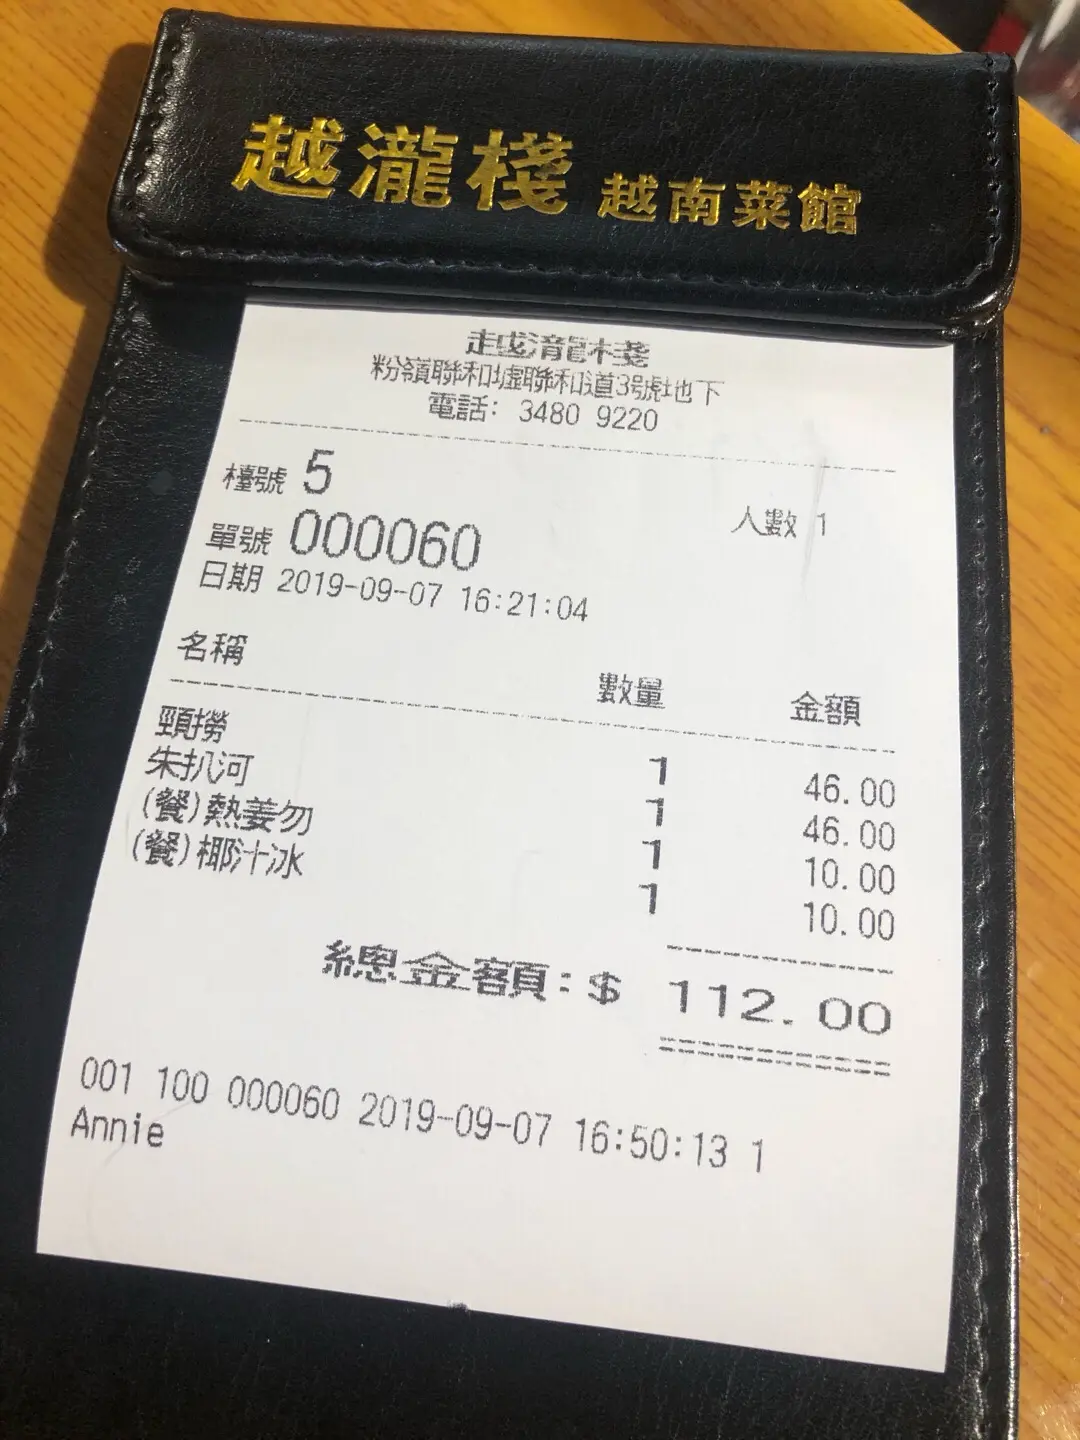 越瀧棧 越南菜館
越瀧棧
粉嶺聯和墟聯和道3號地下
電話: 3480 9220
檯號 5
人數 1
單號 000060
日期 2019-09-07 16:21:04
名稱 數量 金額
頸撈 1 46.00
朱扒河 1 46.00
(餐)熱姜勿 1 10.00
(餐)椰汁冰 1 10.00
總金額:$ 112.00
001 100 000060 2019-09-07 16:50:13 1
Annie